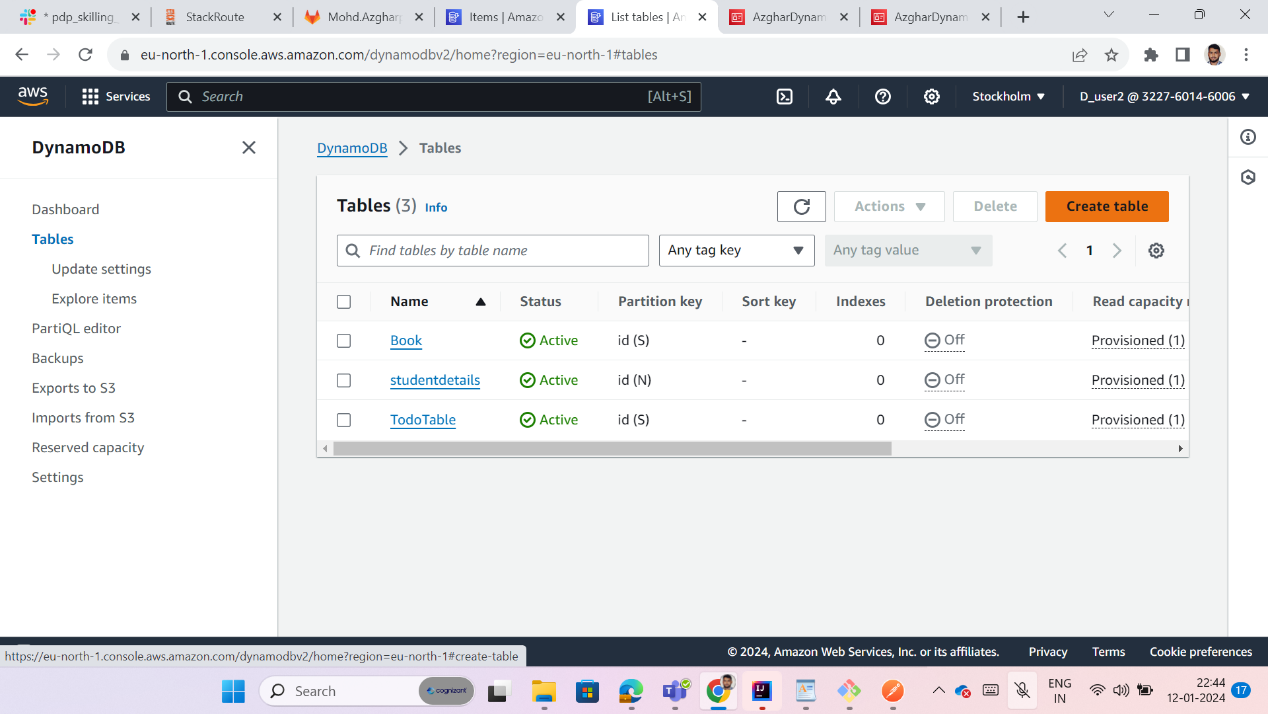 * pdp_skilling_
StackRoute
Mohd.Azghar
Items | Amazo
List tables | Am
AzgharDynam
AzgharDynam
eu-north-1.console.aws.amazon.com/dynamodbv2/home?region=eu-north-1#tables
aws
Services
Search
[Alt+S]
Stockholm
D_user2 @ 3227-6014-6006
DynamoDB
Dashboard
Tables
Update settings
Explore items
PartiQL editor
Backups
Exports to S3
Imports from S3
Reserved capacity
Settings
DynamoDB
Tables
Tables (3) Info
Actions
Delete
Create table
Find tables by table name
Any tag key
Any tag value
1
Name Status Partition key Sort key Indexes Deletion protection Read capacity
Book Active id (S) - 0 Off Provisioned (1)
studentdetails Active id (N) - 0 Off Provisioned (1)
TodoTable Active id (S) - 0 Off Provisioned (1)
© 2024, Amazon Web Services, Inc. or its affiliates. Privacy Terms Cookie preferences
https://eu-north-1.console.aws.amazon.com/dynamodbv2/home?region=eu-north-1#create-table
Search
cognizant
ENG
IN
22:44
12-01-2024
17